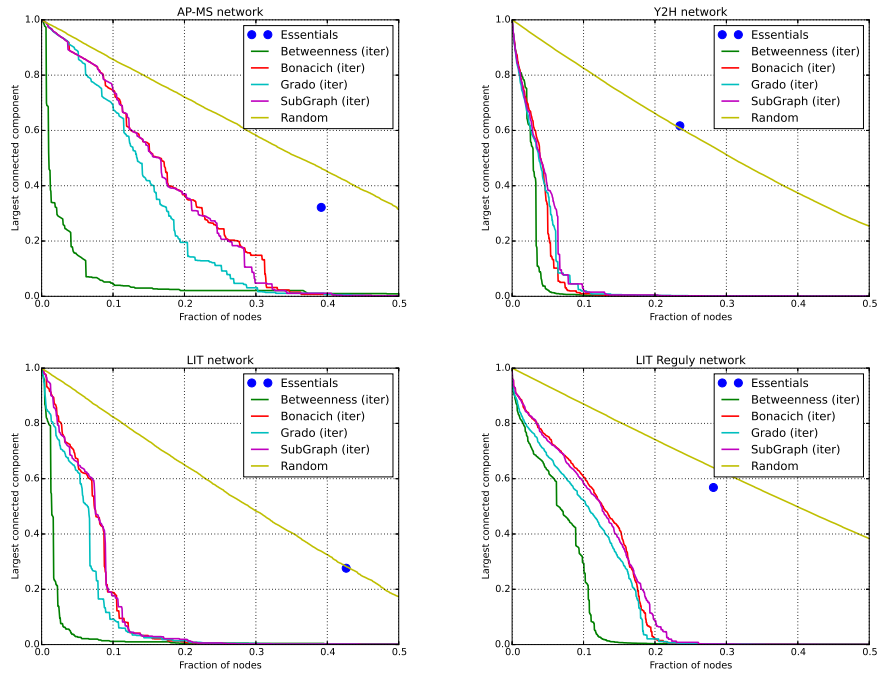 AP-MS network
Largest connected component
1.0
0.8
0.6
0.4
0.2
0.0
Essentials
Betweenness (iter)
Bonacich (iter)
Grado (iter)
SubGraph (iter)
Random
0.0 0.1 0.2 0.3 0.4 0.5
Fraction of nodes
Y2H network
Largest connected component
1.0
0.8
0.6
0.4
0.2
0.0
Essentials
Betweenness (iter)
Bonacich (iter)
Grado (iter)
SubGraph (iter)
Random
0.0 0.1 0.2 0.3 0.4 0.5
Fraction of nodes
LIT network
Largest connected component
1.0
0.8
0.6
0.4
0.2
0.0
Essentials
Betweenness (iter)
Bonacich (iter)
Grado (iter)
SubGraph (iter)
Random
0.0 0.1 0.2 0.3 0.4 0.5
Fraction of nodes
LIT Reguly network
Largest connected component
1.0
0.8
0.6
0.4
0.2
0.0
Essentials
Betweenness (iter)
Bonacich (iter)
Grado (iter)
SubGraph (iter)
Random
0.0 0.1 0.2 0.3 0.4 0.5
Fraction of nodes